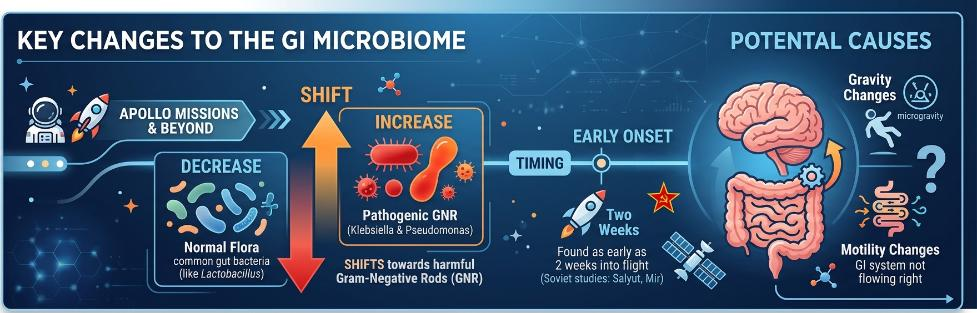 KEY CHANGES TO THE GI MICROBIOME
POTENTIAL CAUSES
APOLLO MISSIONS
& BEYOND
SHIFT
DECREASE
Normal Flora
common gut bacteria
(like Lactobacillus)
INCREASE
Pathogenic GNR
(Klebsiella & Pseudomonas)
SHIFTS towards harmful
Gram-Negative Rods (GNR)
TIMING
EARLY ONSET
Two
Weeks
Found as early as
2 weeks into flight
(Soviet studies: Salyut, Mir)
Gravity
Changes
microgravity
?
Motility Changes
GI system not
flowing right